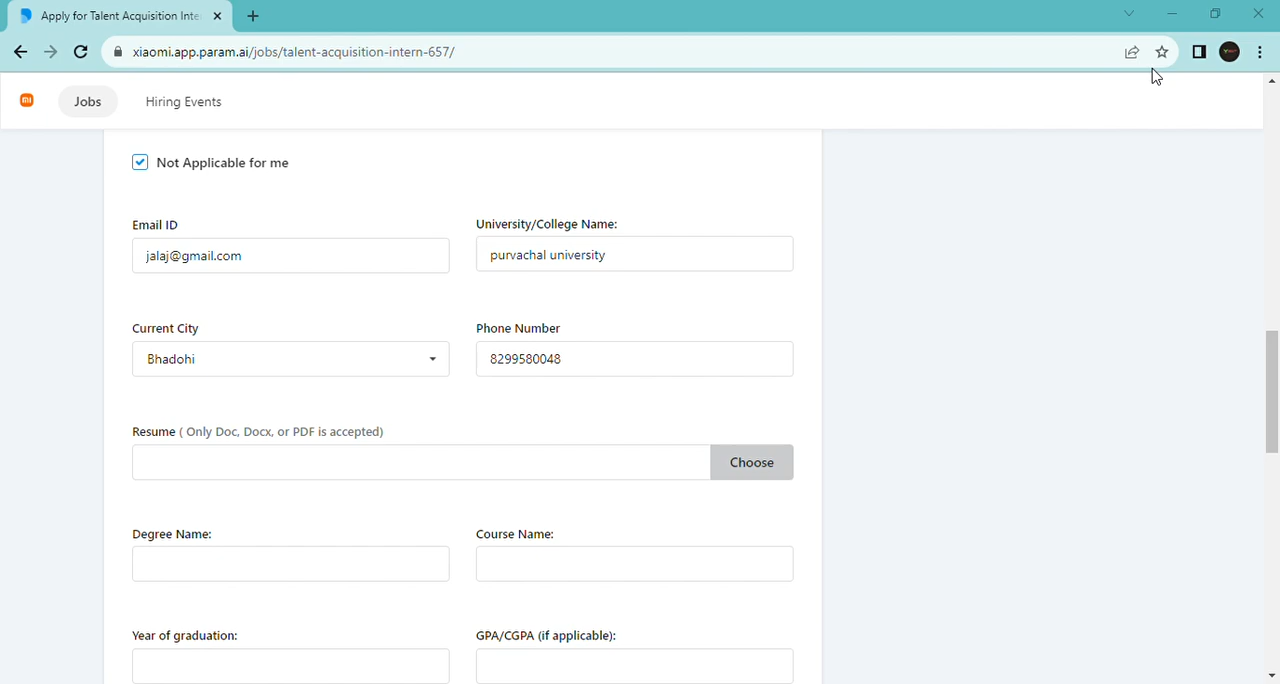 Apply for Talent Acquisition Inte
xiaomi.app.param.ai/jobs/talent-acquisition-intern-657/
Jobs Hiring Events
Not Applicable for me
Email ID University/College Name:
jalaj@gmail.com purvachal university
Current City Phone Number
Bhadohi 8299580048
Resume ( Only Doc, Docx, or PDF is accepted)
Choose
Degree Name: Course Name:
Year of graduation: GPA/CGPA (if applicable):